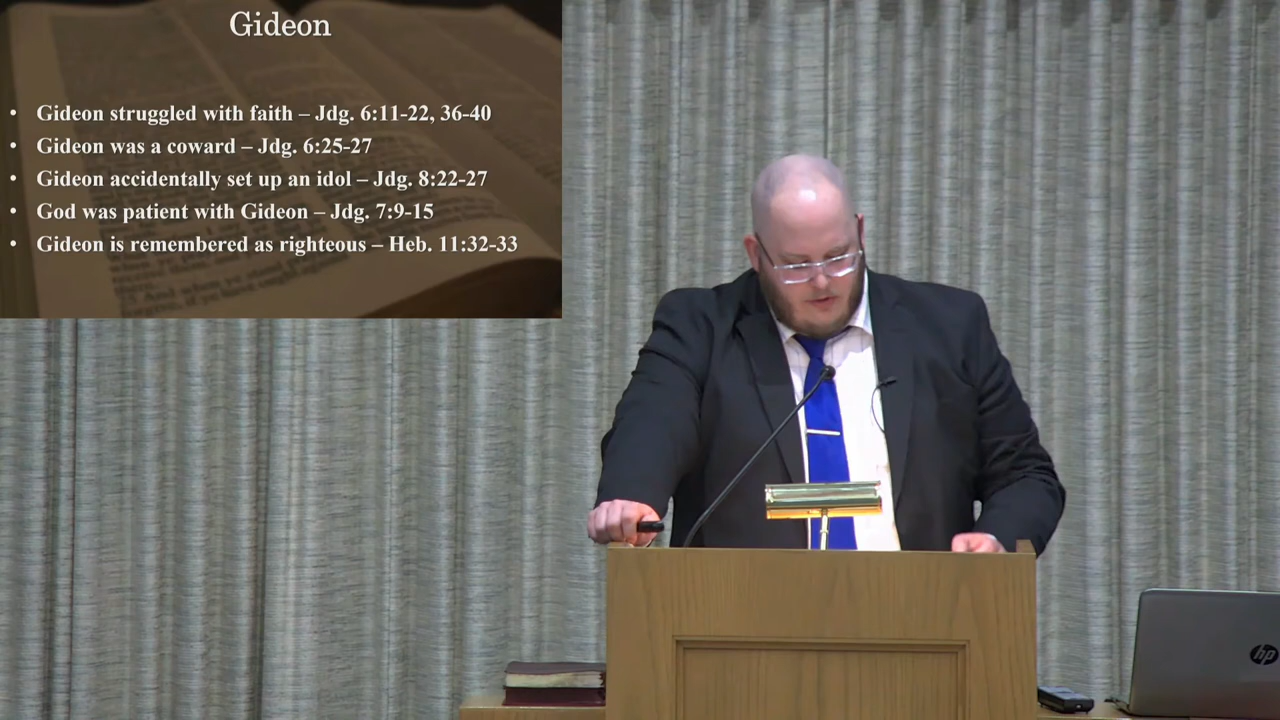 Gideon
• Gideon struggled with faith – Jdg. 6:11-22, 36-40
• Gideon was a coward – Jdg. 6:25-27
• Gideon accidentally set up an idol – Jdg. 8:22-27
• God was patient with Gideon – Jdg. 7:9-15
• Gideon is remembered as righteous – Heb. 11:32-33
hp